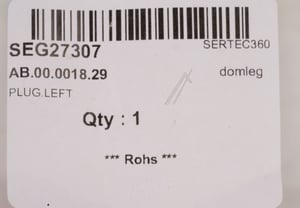 SEG27307
SERTEC360
AB.00.0018.29
domleg
PLUG.LEFT
Qty : 1
*** Rohs ***